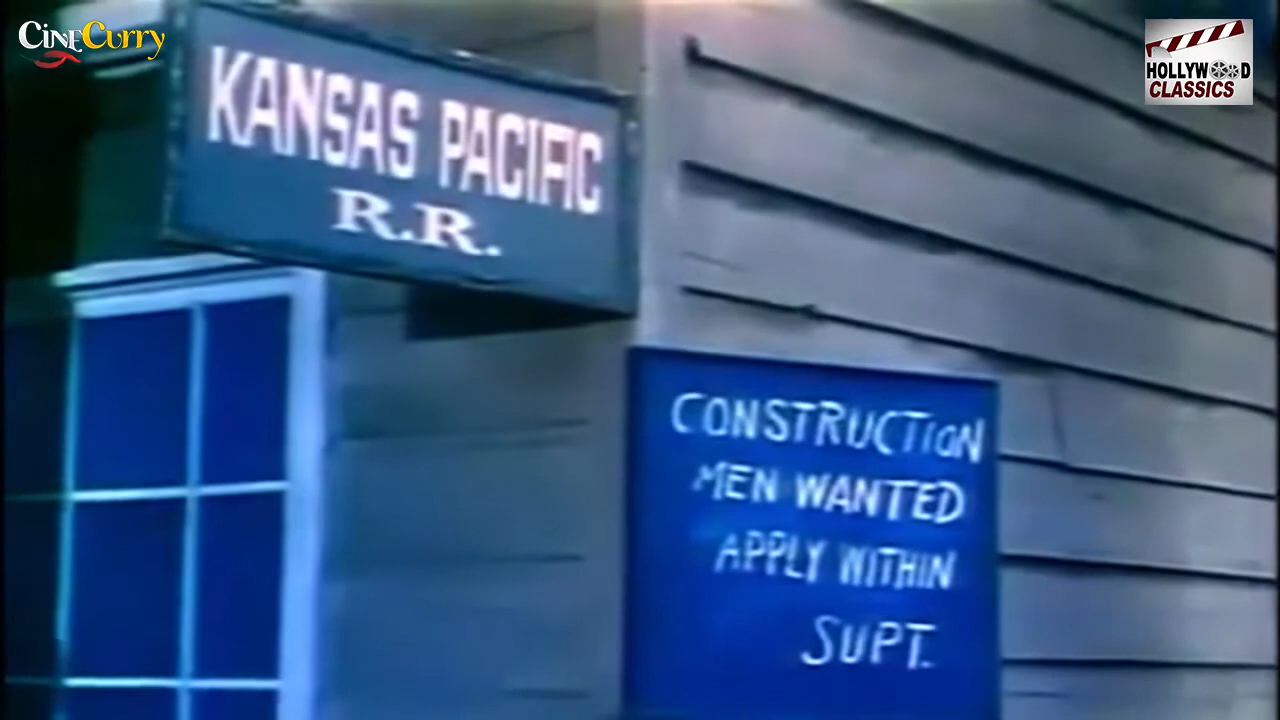 CINECURRY
HOLLYWOOD
CLASSICS
KANSAS PACIFIC
R.R.
CONSTRUCTION
MEN WANTED
APPLY WITHIN
SUPT.